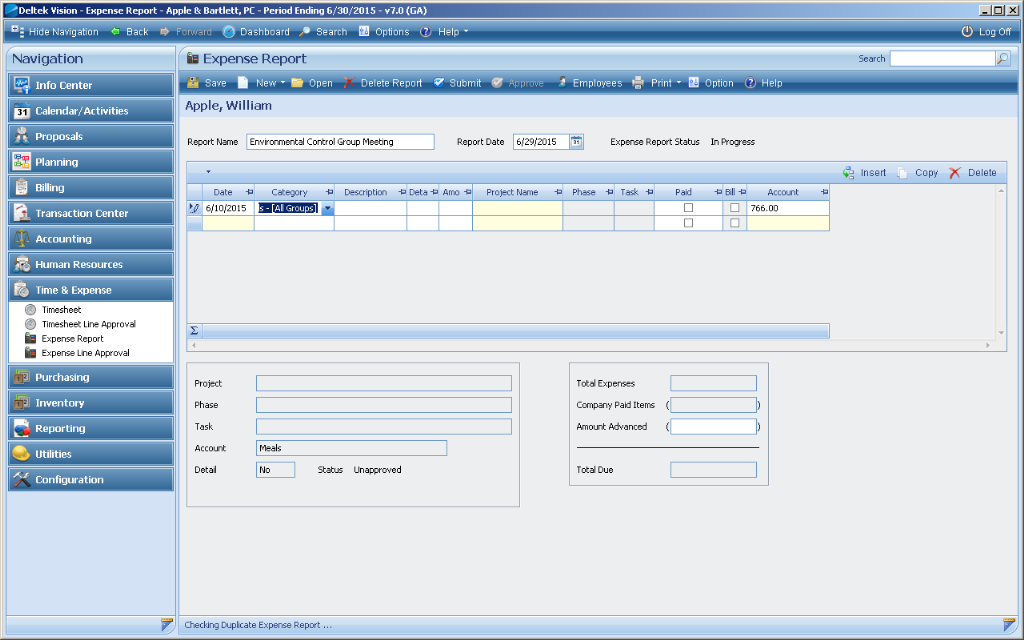 Deltek Vision - Expense Report - Apple & Bartlett, PC - Period Ending 6/30/2015 - v7.0 (GA)
Hide Navigation Back Forward Dashboard Search Options Help Log Off
Navigation
Info Center
31 Calendar/Activities
Proposals
Planning
Billing
Transaction Center
Accounting
Human Resources
Time & Expense
Timesheet
Timesheet Line Approval
Expense Report
Expense Line Approval
Purchasing
Inventory
Reporting
Utilities
Configuration
Expense Report Search
Save New Open Delete Report Submit Approve Employees Print Option Help
Apple, William
Report Name Environmental Control Group Meeting Report Date 6/29/2015 31 Expense Report Status In Progress
Insert Copy Delete
Date Category Description Deta Amo Project Name Phase Task Paid Bill Account
6/10/2015 s - [All Groups] 766.00
Σ
Project
Phase
Task
Account Meals
Detail No Status Unapproved
Total Expenses
Company Paid Items ( )
Amount Advanced ( )
Total Due
Checking Duplicate Expense Report ...